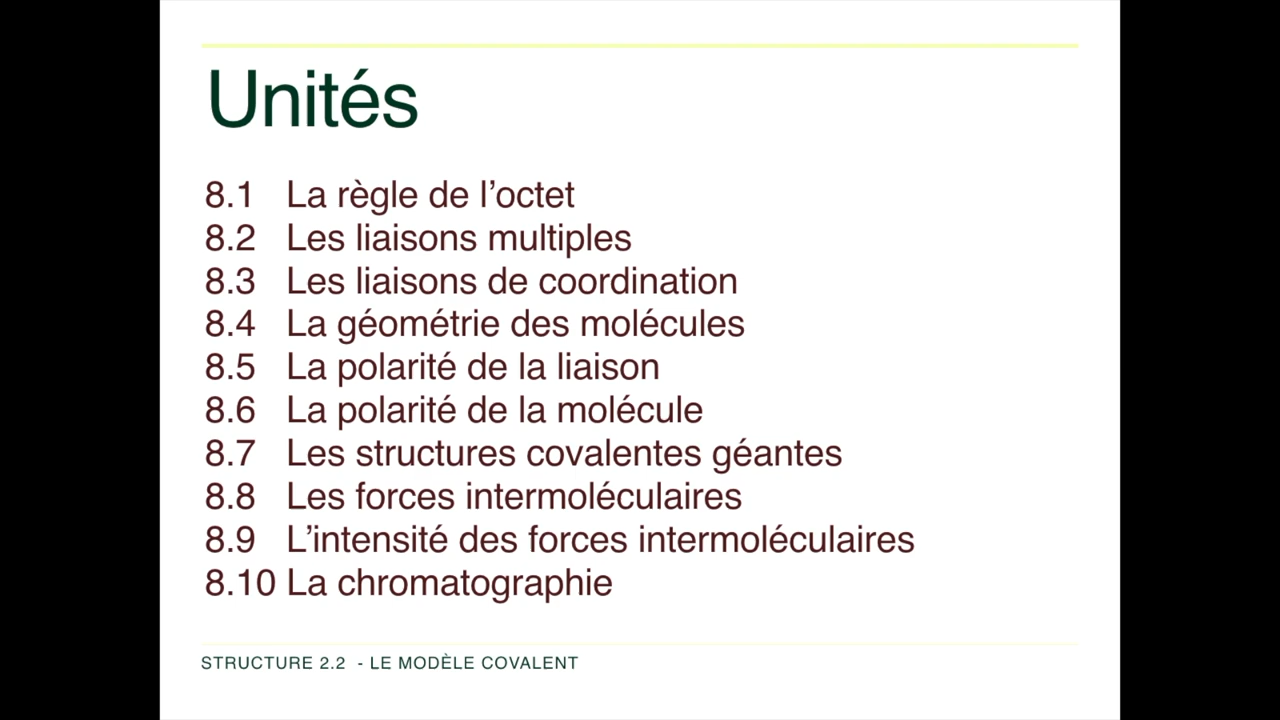 Unités
8.1 La règle de l’octet
8.2 Les liaisons multiples
8.3 Les liaisons de coordination
8.4 La géométrie des molécules
8.5 La polarité de la liaison
8.6 La polarité de la molécule
8.7 Les structures covalentes géantes
8.8 Les forces intermoléculaires
8.9 L’intensité des forces intermoléculaires
8.10 La chromatographie
STRUCTURE 2.2 - LE MODÈLE COVALENT